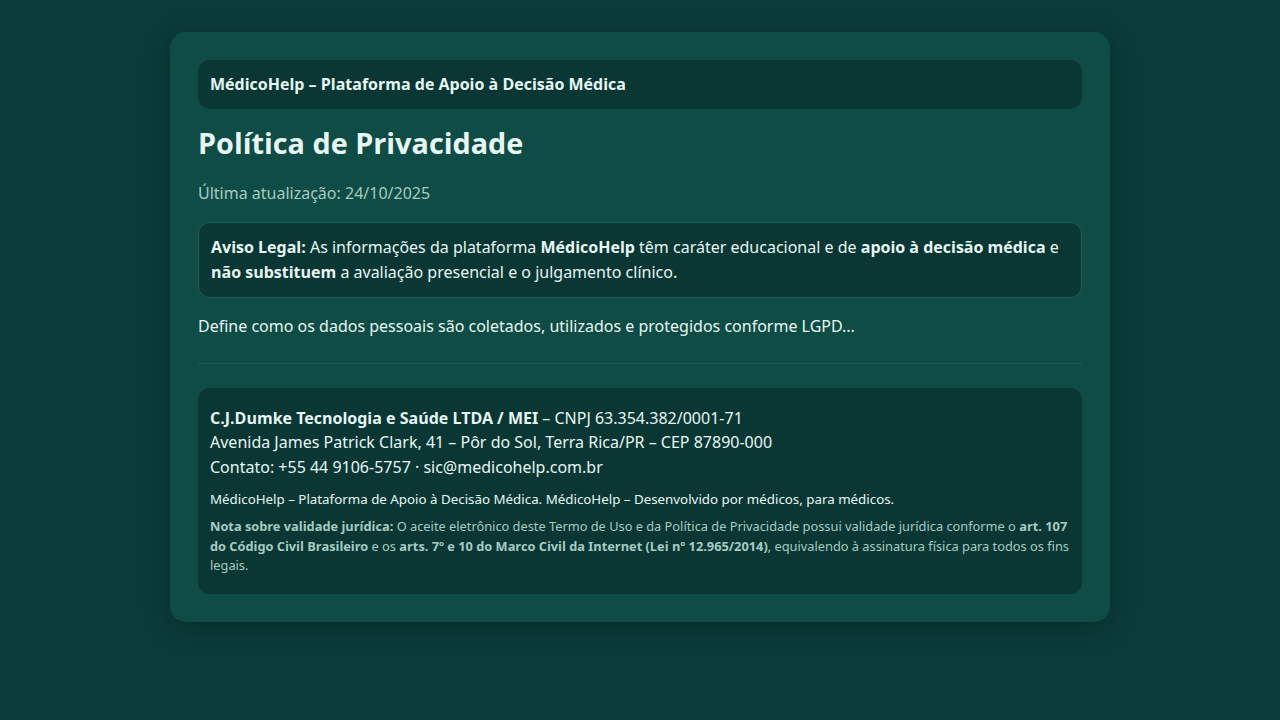 MédicoHelp – Plataforma de Apoio à Decisão Médica
Política de Privacidade
Última atualização: 24/10/2025
Aviso Legal: As informações da plataforma MédicoHelp têm caráter educacional e de apoio à decisão médica e
não substituem a avaliação presencial e o julgamento clínico.
Define como os dados pessoais são coletados, utilizados e protegidos conforme LGPD...
C.J.Dumke Tecnologia e Saúde LTDA / MEI – CNPJ 63.354.382/0001-71
Avenida James Patrick Clark, 41 – Pôr do Sol, Terra Rica/PR – CEP 87890-000
Contato: +55 44 9106-5757 · sic@medicohelp.com.br
MédicoHelp – Plataforma de Apoio à Decisão Médica. MédicoHelp – Desenvolvido por médicos, para médicos.
Nota sobre validade jurídica: O aceite eletrônico deste Termo de Uso e da Política de Privacidade possui validade jurídica conforme o art. 107
do Código Civil Brasileiro e os arts. 7º e 10 do Marco Civil da Internet (Lei nº 12.965/2014), equivalendo à assinatura física para todos os fins
legais.